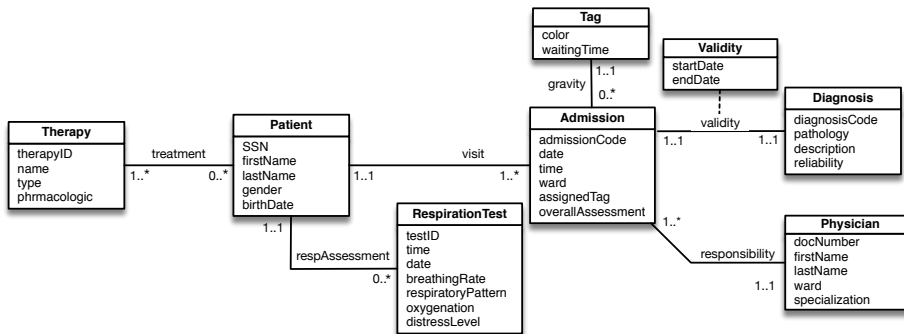 Tag
color
waitingTime
1..1
gravity
0..*
Validity
startDate
endDate
Therapy
therapyID
name
type
phrmacologic
treatment
1..*
0..*
Patient
SSN
firstName
lastName
gender
birthDate
visit
1..1
1..*
Admission
admissionCode
date
time
ward
assignedTag
overallAssessment
validity
1..1
1..1
Diagnosis
diagnosisCode
pathology
description
reliability
1..1
respAssessment
0..*
RespirationTest
testID
time
date
breathingRate
respiratoryPattern
oxygenation
distressLevel
1..*
responsibility
1..1
Physician
docNumber
firstName
lastName
ward
specialization